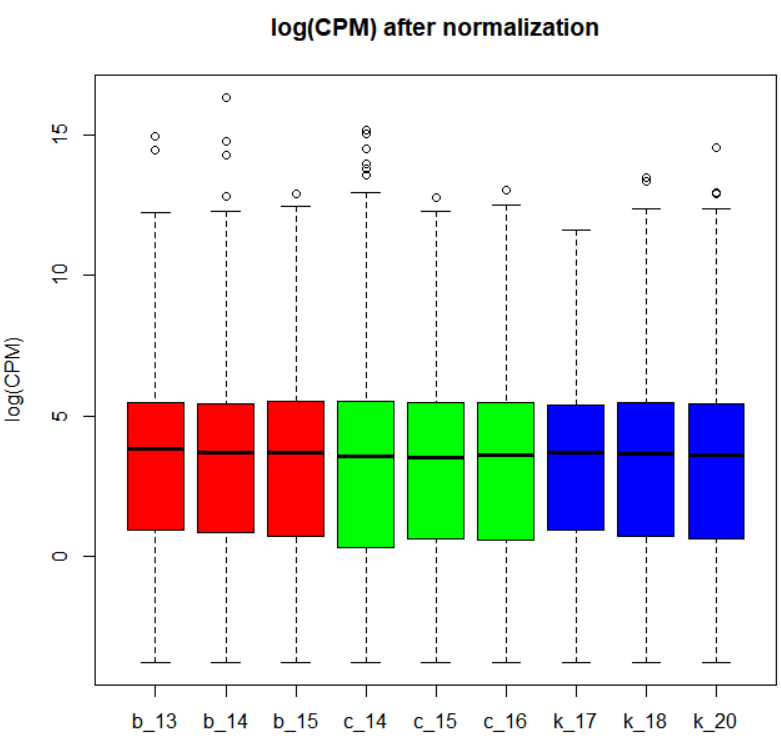 log(CPM) after normalization
log(CPM)
15
10
5
0
b_13 b_14 b_15 c_14 c_15 c_16 k_17 k_18 k_20